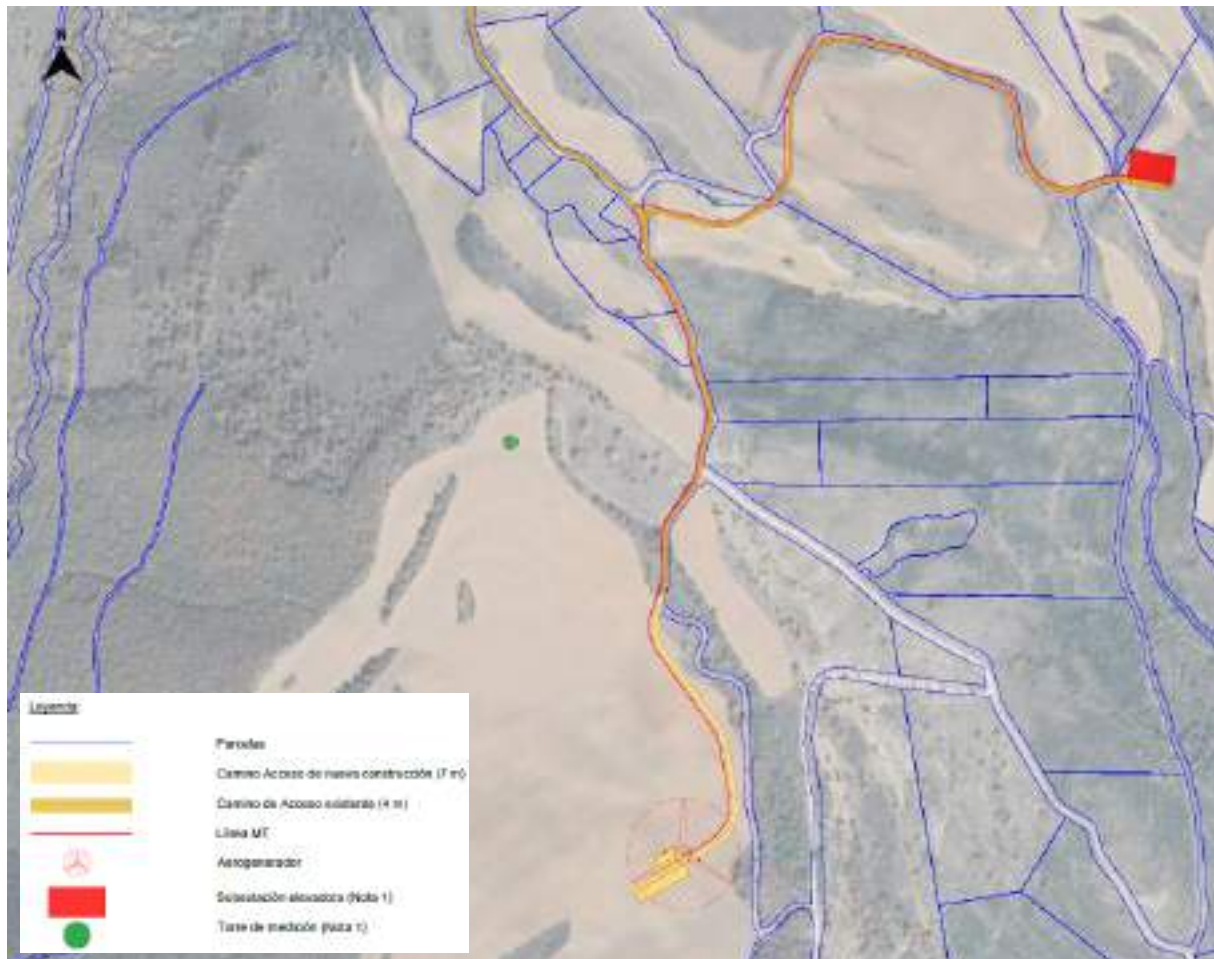 N
Leyenda:
Parcelas
Camino Acceso de nueva construcción (7 m)
Camino de Acceso existente (4 m)
Línea MT
Aerogenerador
Subestación elevadora (Nota 1)
Torre de medición (Nota 1)